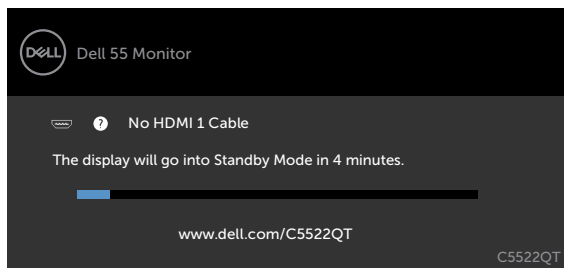 DELL
Dell 55 Monitor
? No HDMI 1 Cable
The display will go into Standby Mode in 4 minutes.
www.dell.com/C5522QT
C5522QT